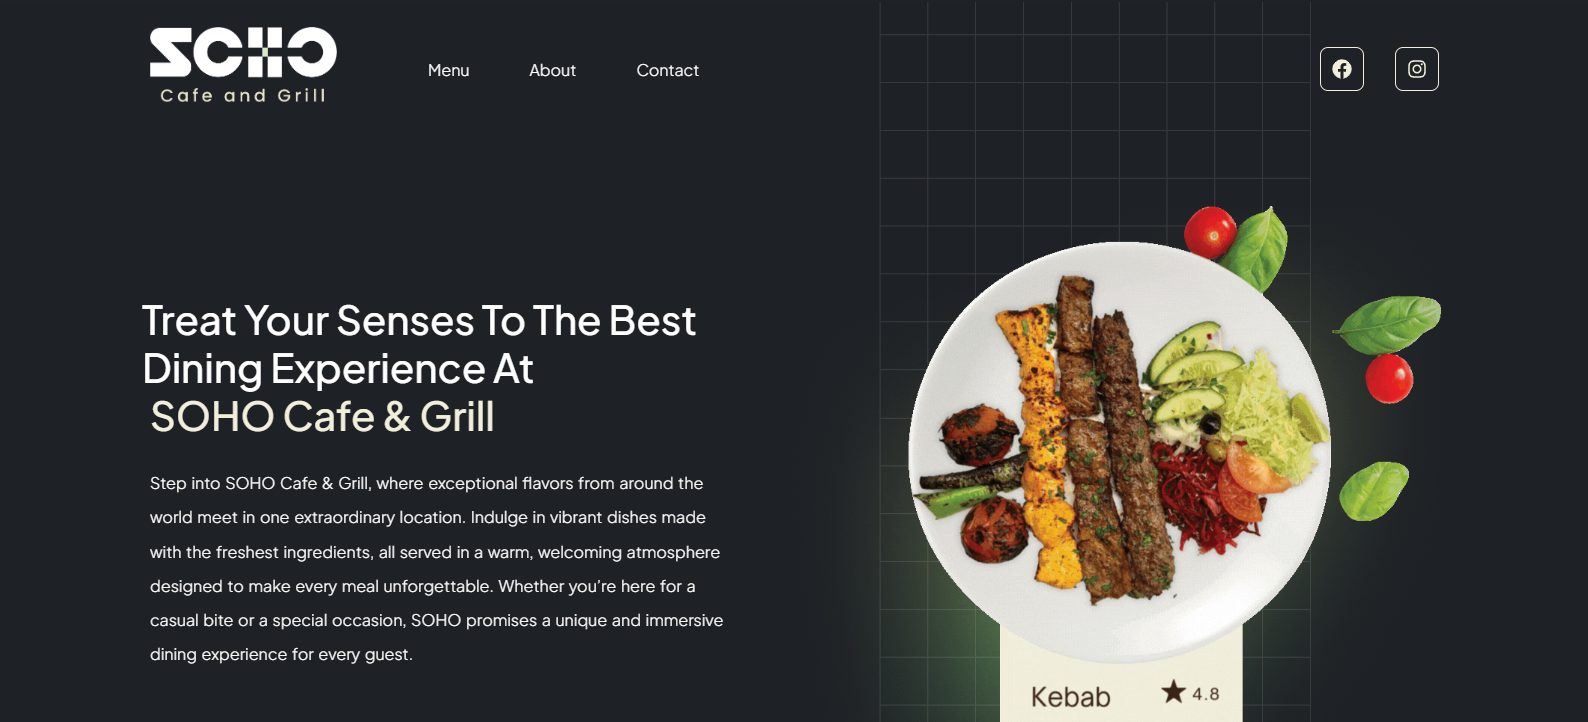 SOHO
Cafe and Grill
Menu
About
Contact
Treat Your Senses To The Best
Dining Experience At
SOHO Cafe & Grill
Step into SOHO Cafe & Grill, where exceptional flavors from around the
world meet in one extraordinary location. Indulge in vibrant dishes made
with the freshest ingredients, all served in a warm, welcoming atmosphere
designed to make every meal unforgettable. Whether you're here for a
casual bite or a special occasion, SOHO promises a unique and immersive
dining experience for every guest.
Kebab
4.8